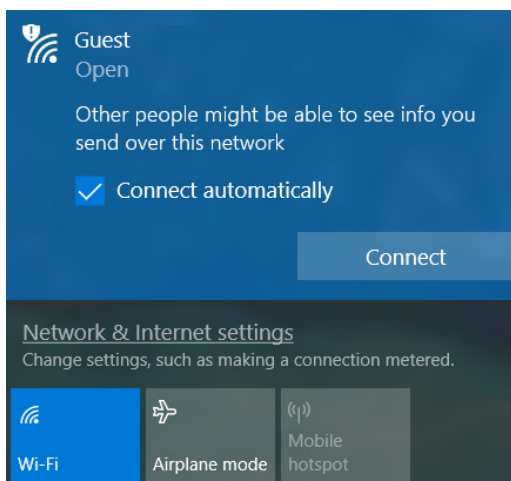 Guest
Open
Other people might be able to see info you
send over this network
Connect automatically
Connect
Network & Internet settings
Change settings, such as making a connection metered.
Wi-Fi
Airplane mode
Mobile
hotspot